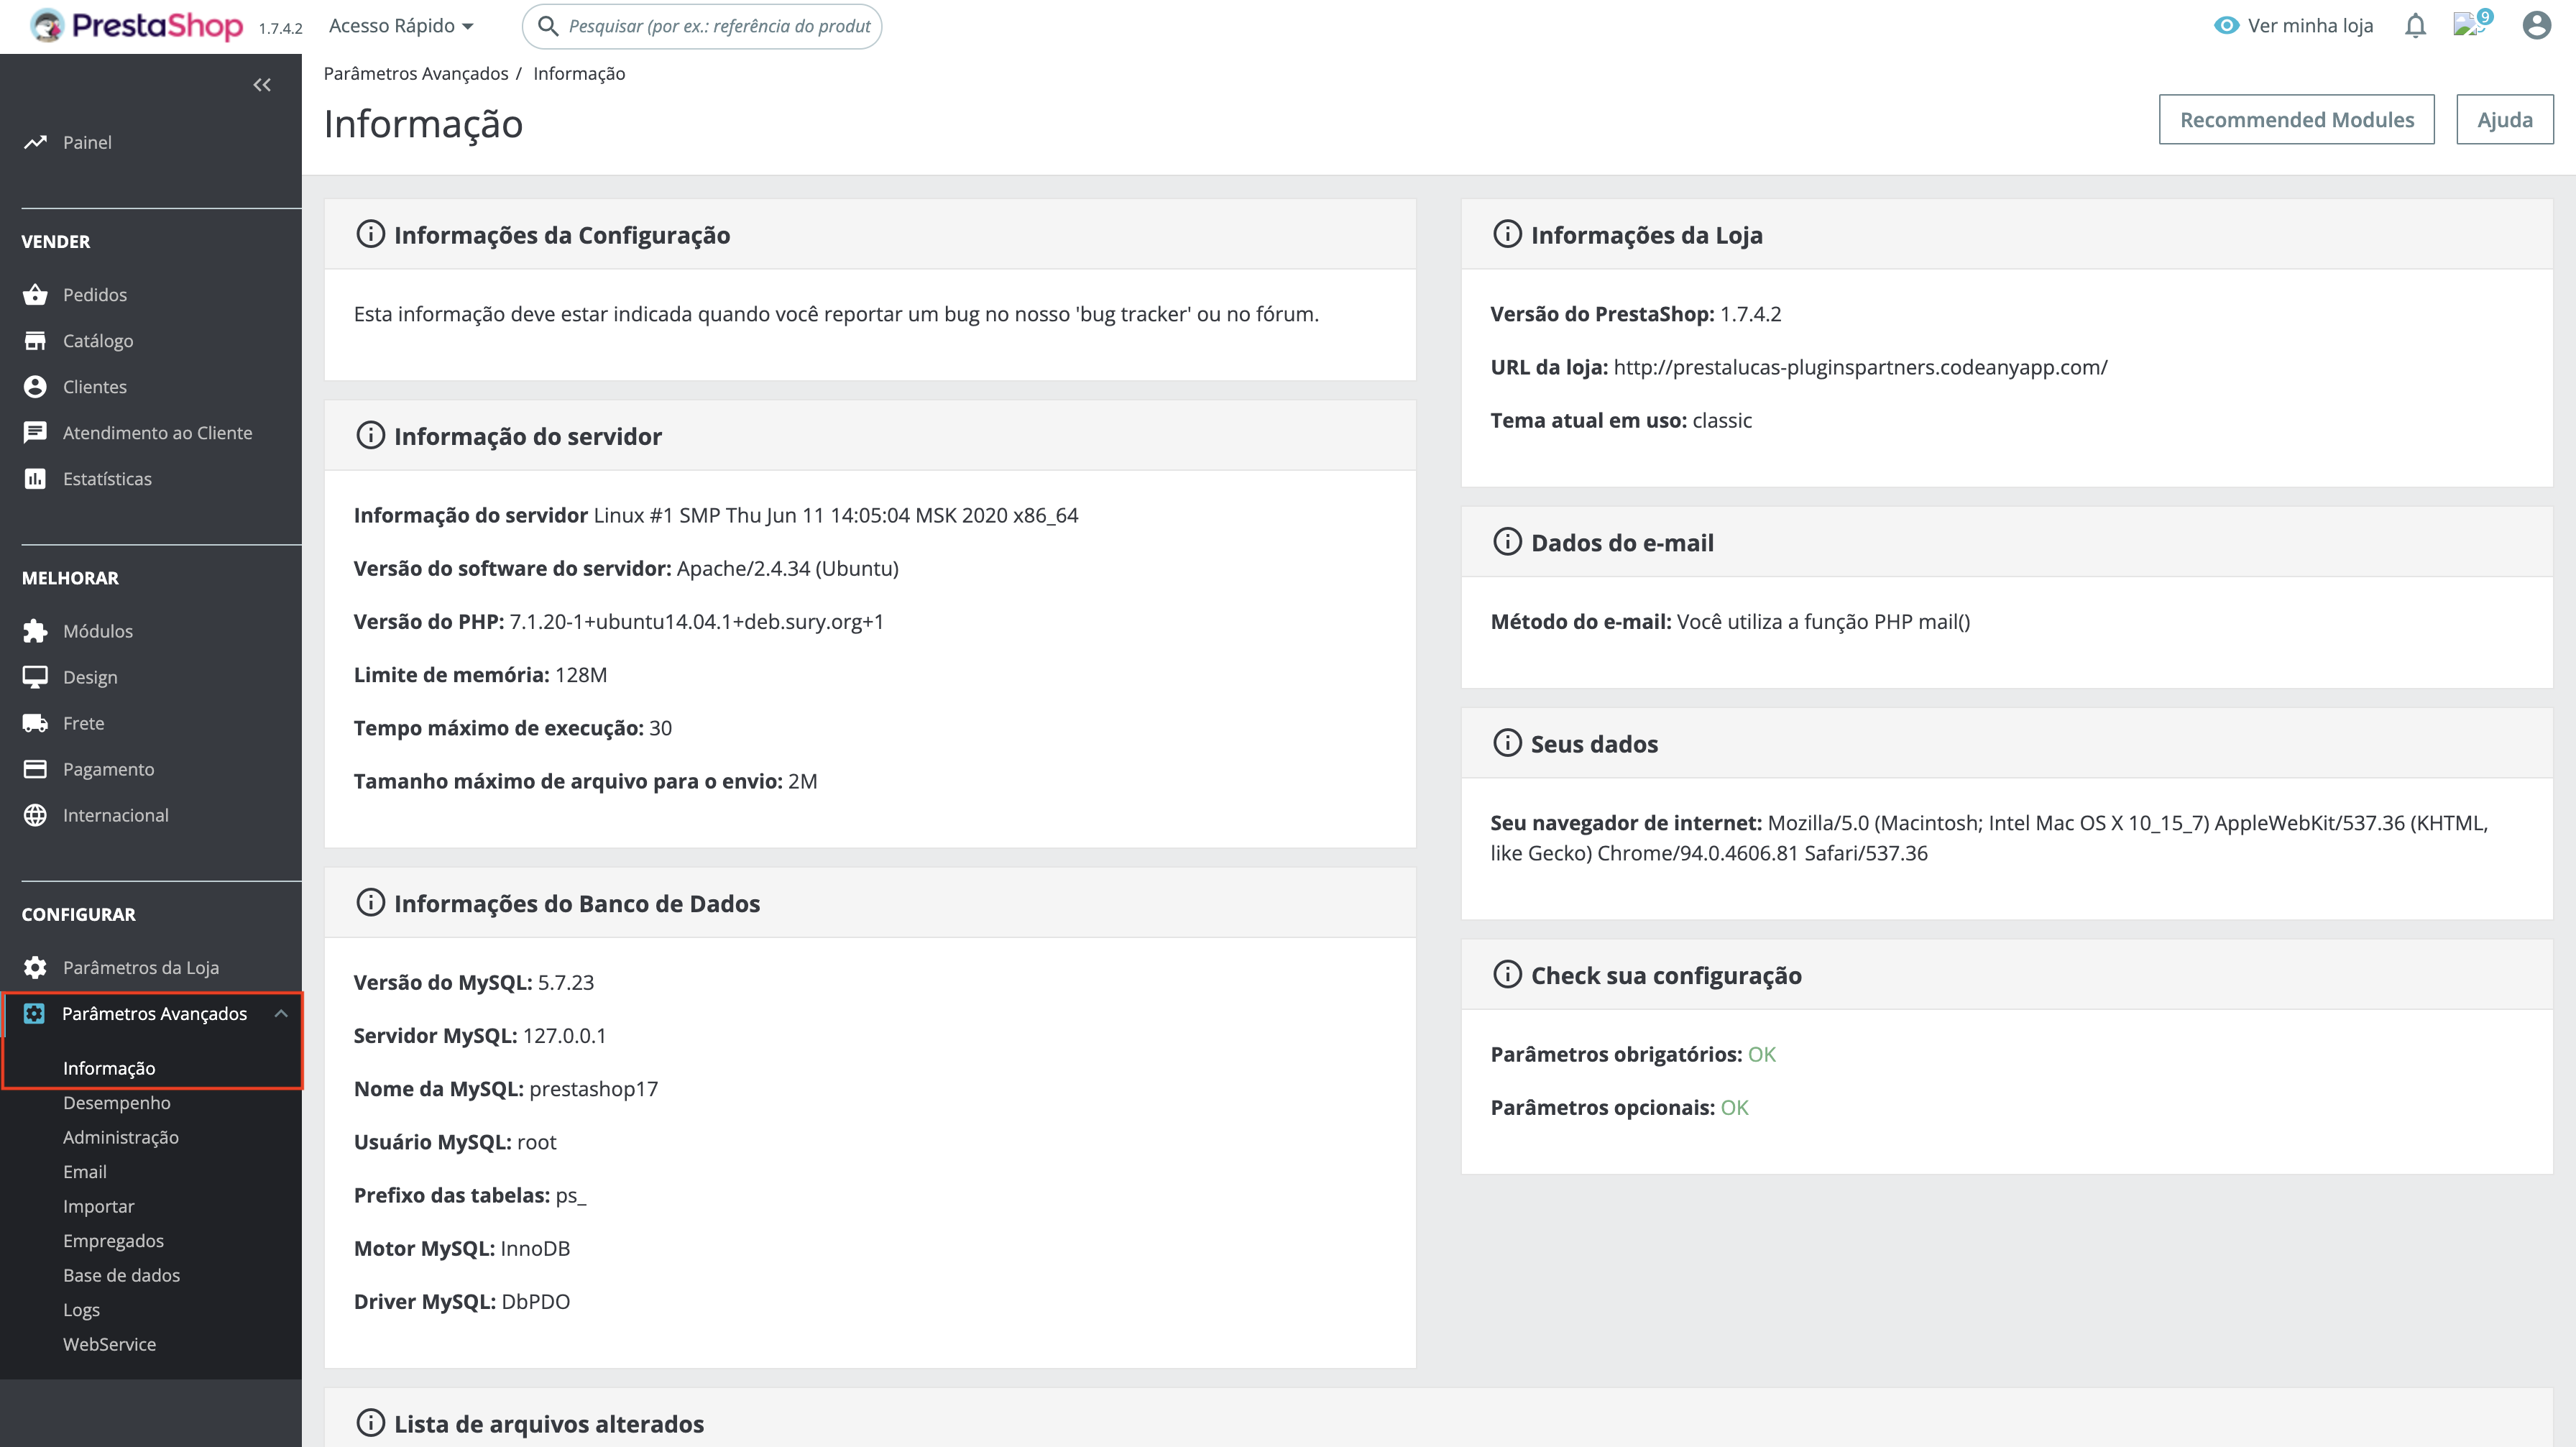 PrestaShop 1.7.4.2 Acesso Rápido Pesquisar (por ex.: referência do produt Ver minha loja 9
Parâmetros Avançados / Informação
Informação
Recommended Modules Ajuda
Painel
VENDER
Pedidos
Catálogo
Clientes
Atendimento ao Cliente
Estatísticas
MELHORAR
Módulos
Design
Frete
Pagamento
Internacional
CONFIGURAR
Parâmetros da Loja
Parâmetros Avançados
Informação
Desempenho
Administração
Email
Importar
Empregados
Base de dados
Logs
WebService
Informações da Configuração
Esta informação deve estar indicada quando você reportar um bug no nosso 'bug tracker' ou no fórum.
Informação do servidor
Informação do servidor Linux #1 SMP Thu Jun 11 14:05:04 MSK 2020 x86_64
Versão do software do servidor: Apache/2.4.34 (Ubuntu)
Versão do PHP: 7.1.20-1+ubuntu14.04.1+deb.sury.org+1
Limite de memória: 128M
Tempo máximo de execução: 30
Tamanho máximo de arquivo para o envio: 2M
Informações do Banco de Dados
Versão do MySQL: 5.7.23
Servidor MySQL: 127.0.0.1
Nome da MySQL: prestashop17
Usuário MySQL: root
Prefixo das tabelas: ps_
Motor MySQL: InnoDB
Driver MySQL: DbPDO
Informações da Loja
Versão do PrestaShop: 1.7.4.2
URL da loja: http://prestalucas-pluginspartners.codeanyapp.com/
Tema atual em uso: classic
Dados do e-mail
Método do e-mail: Você utiliza a função PHP mail()
Seus dados
Seu navegador de internet: Mozilla/5.0 (Macintosh; Intel Mac OS X 10_15_7) AppleWebKit/537.36 (KHTML,
like Gecko) Chrome/94.0.4606.81 Safari/537.36
Check sua configuração
Parâmetros obrigatórios: OK
Parâmetros opcionais: OK
Lista de arquivos alterados